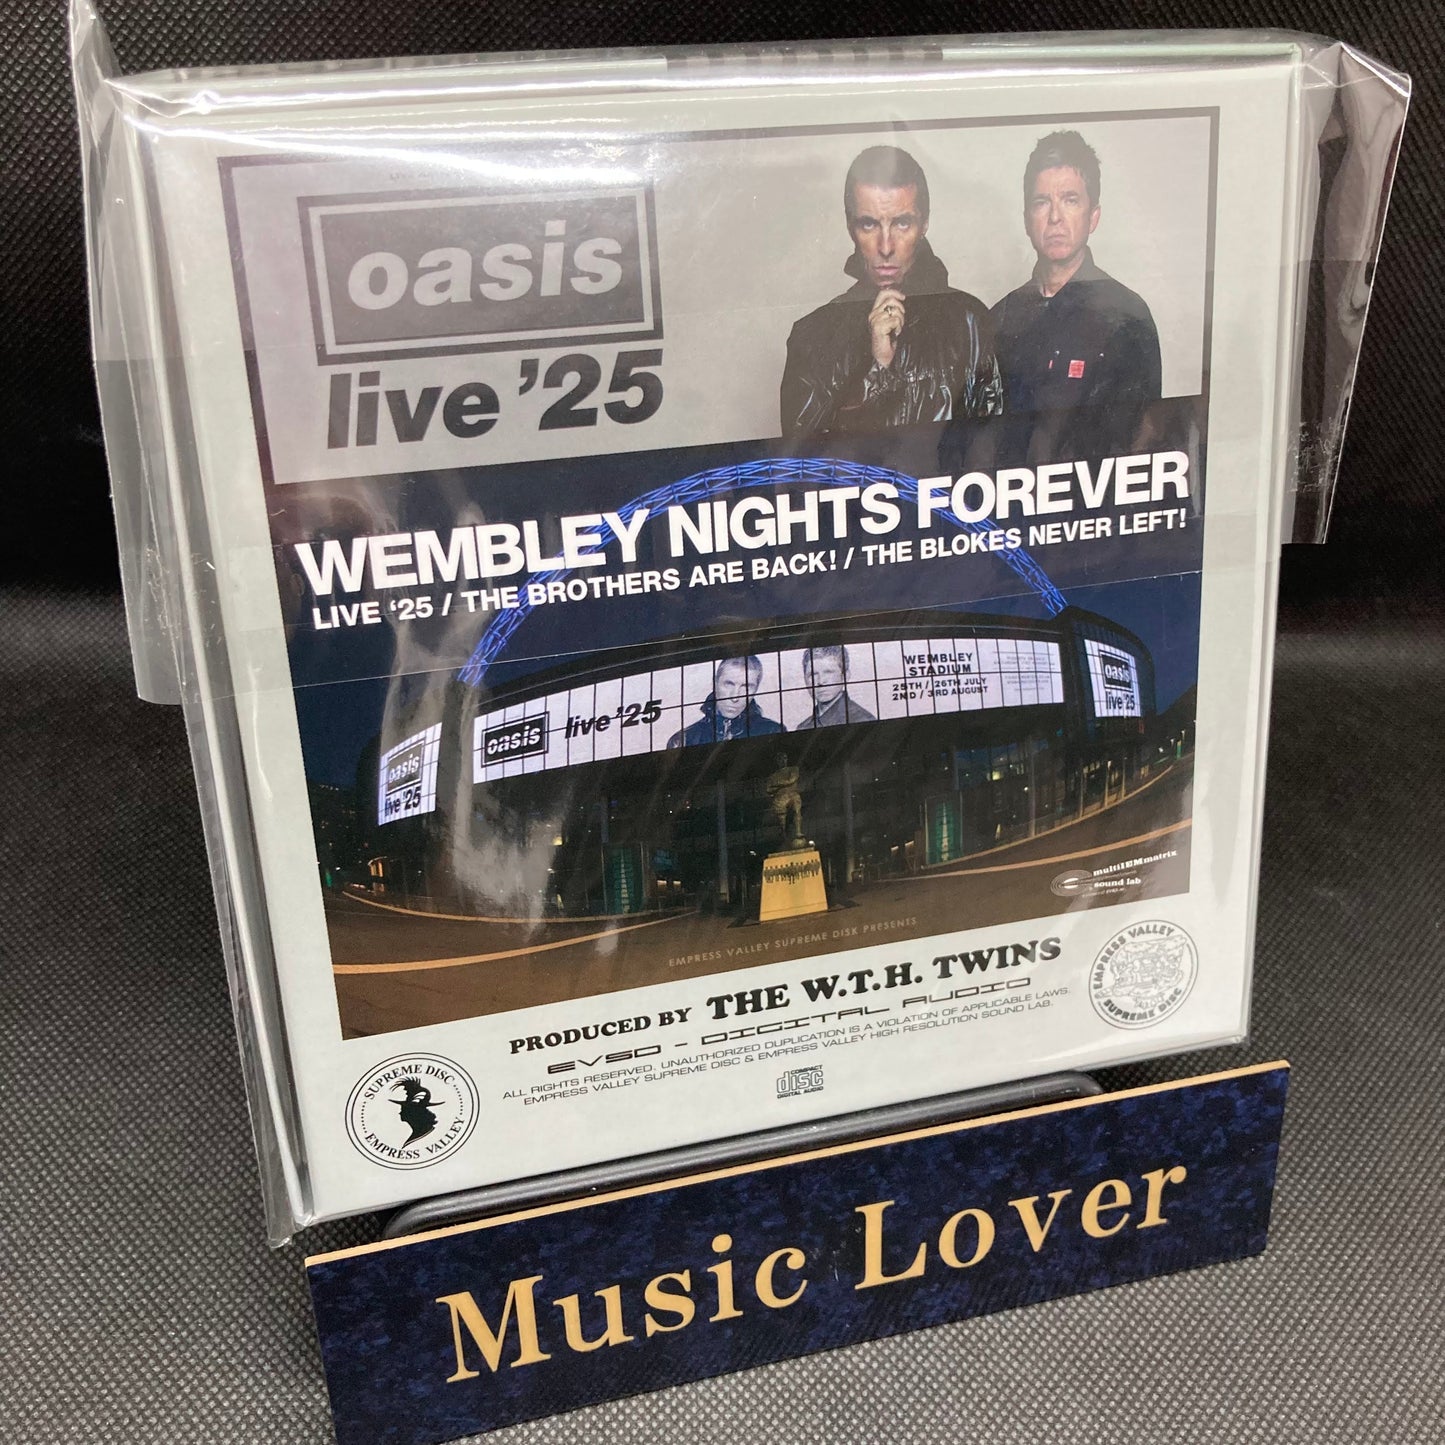 oasis
live '25
WEMBLEY NIGHTS FOREVER
LIVE '25 / THE BROTHERS ARE BACK! / THE BLOKES NEVER LEFT!
oasis
live '25
oasis
live '25
WEMBLEY
STADIUM
25TH / 26TH JULY
2ND / 3RD AUGUST
oasis
live '25
multiIEMmatrix
sound lab
EMPRESS VALLEY SUPREME DISK PRESENTS
PRODUCED BY THE W.T.H. TWINS
EVSD - DIGITAL AUDIO
ALL RIGHTS RESERVED. UNAUTHORIZED DUPLICATION IS A VIOLATION OF APPLICABLE LAWS.
EMPRESS VALLEY SUPREME DISC & EMPRESS VALLEY HIGH RESOLUTION SOUND LAB.
COMPACT
disc
DIGITAL AUDIO
SUPREME DISC
EMPRESS VALLEY
EMPRESS VALLEY
SUPREME DISC
Music Lover